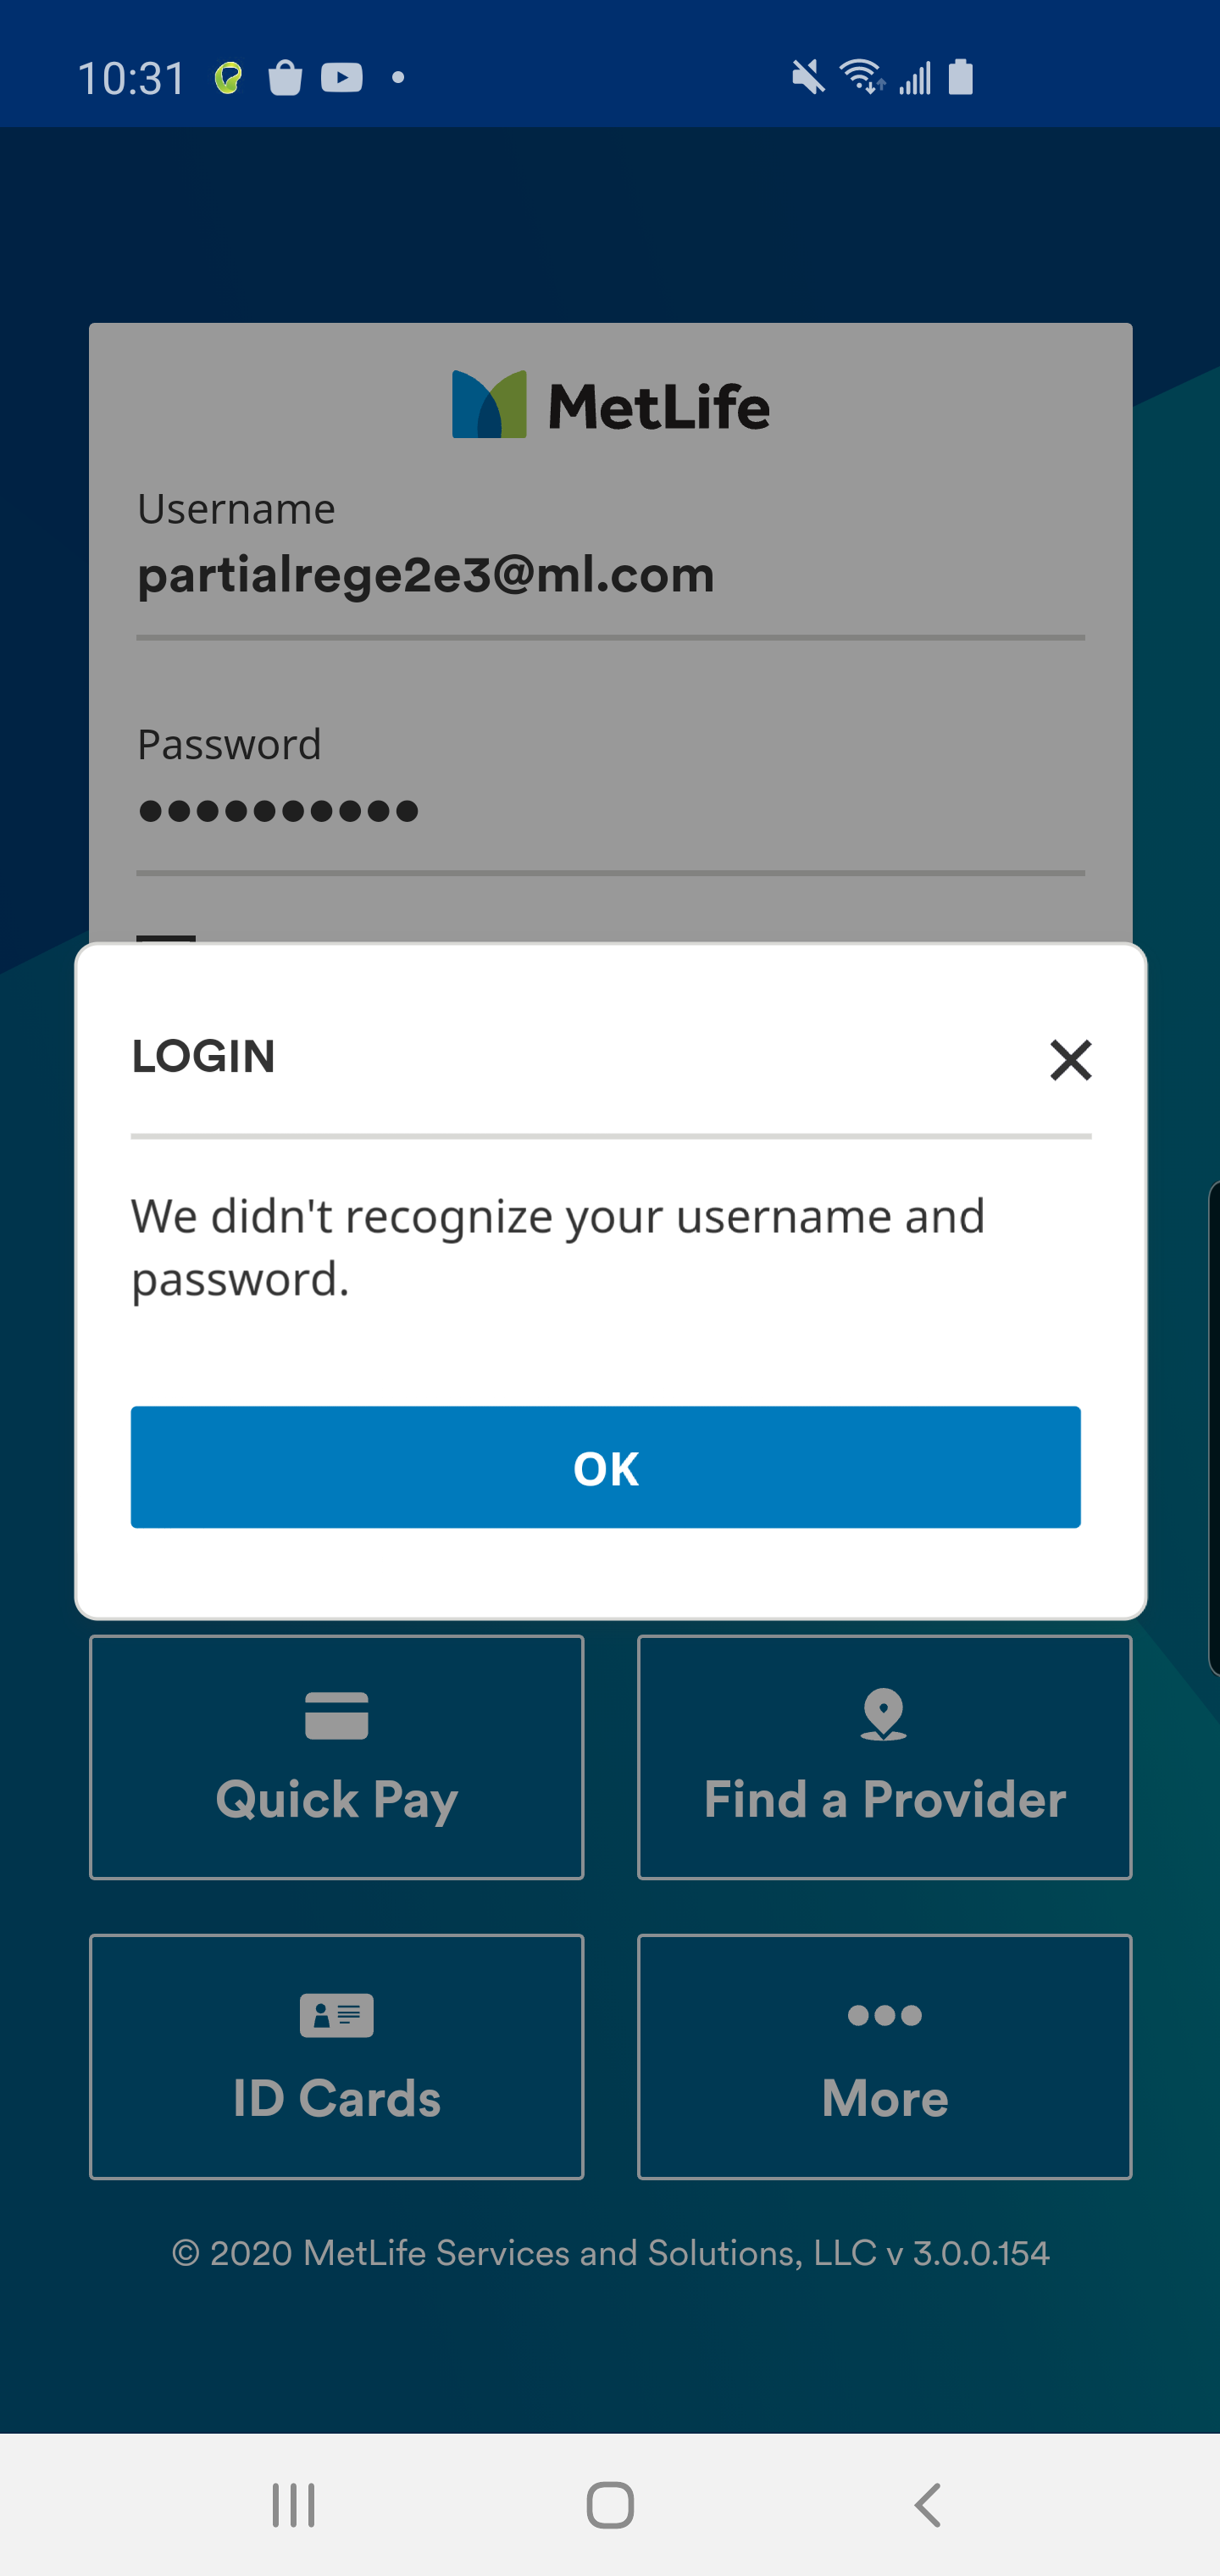 10:31
MetLife
Username
partialrege2e3@ml.com
Password
LOGIN
We didn't recognize your username and
password.
OK
Quick Pay
Find a Provider
ID Cards
More
© 2020 MetLife Services and Solutions, LLC v 3.0.0.154